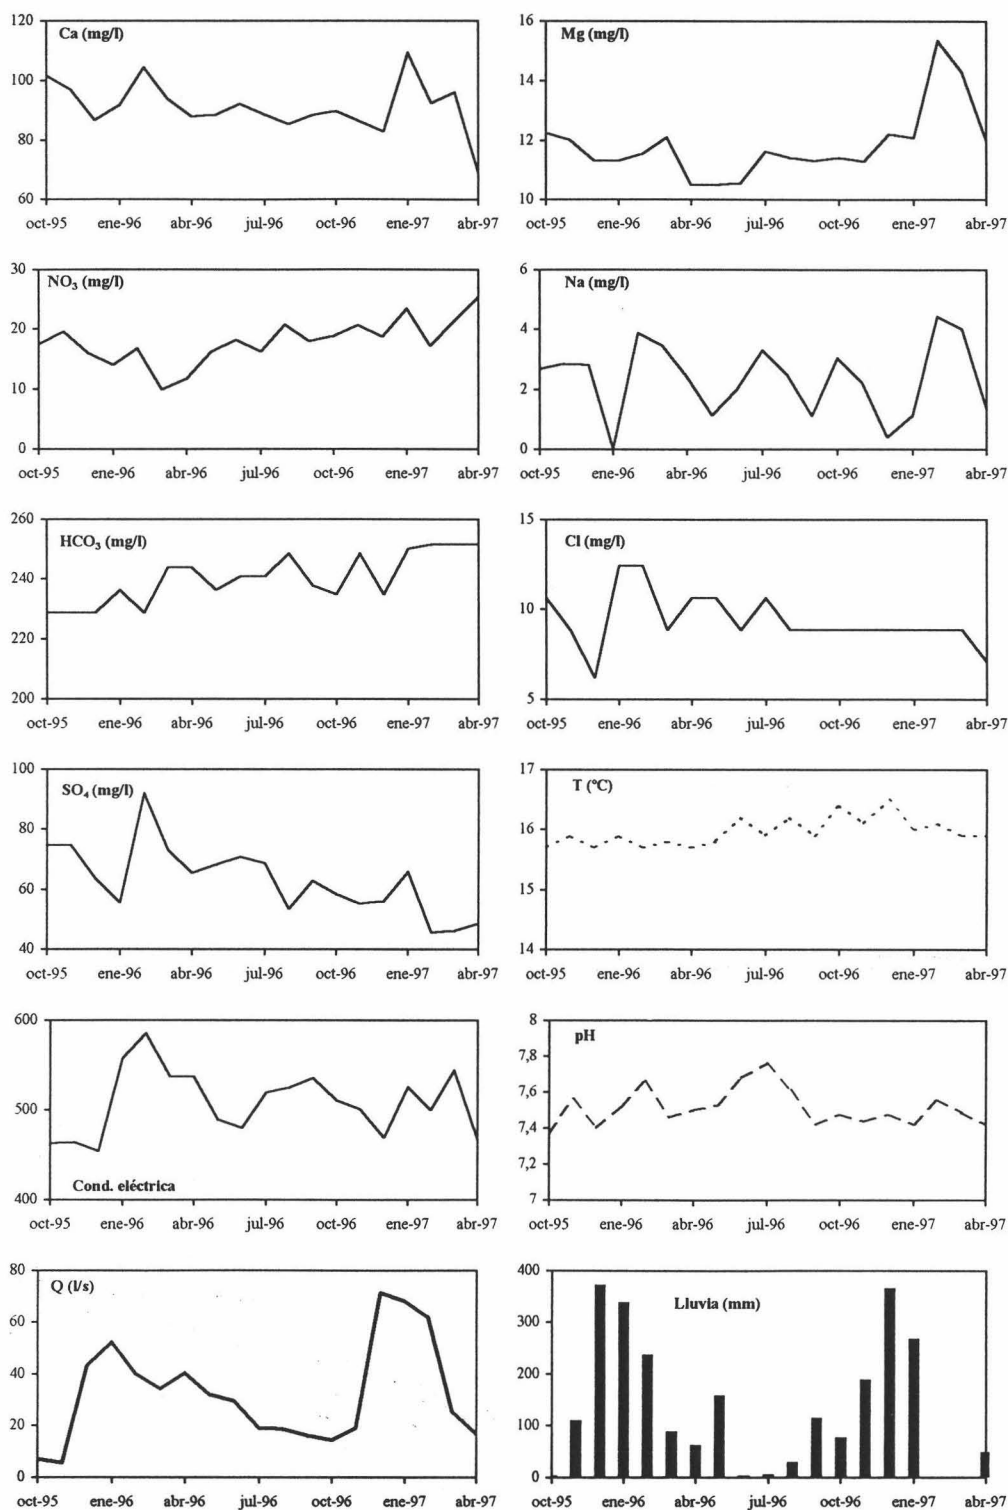 Ca (mg/l)
120
100
80
60
oct-95 ene-96 abr-96 jul-96 oct-96 ene-97 abr-97
Mg (mg/l)
16
14
12
10
oct-95 ene-96 abr-96 jul-96 oct-96 ene-97 abr-97
NO₃ (mg/l)
30
20
10
0
oct-95 ene-96 abr-96 jul-96 oct-96 ene-97 abr-97
Na (mg/l)
6
4
2
0
oct-95 ene-96 abr-96 jul-96 oct-96 ene-97 abr-97
HCO₃ (mg/l)
260
240
220
200
oct-95 ene-96 abr-96 jul-96 oct-96 ene-97 abr-97
Cl (mg/l)
15
10
5
oct-95 ene-96 abr-96 jul-96 oct-96 ene-97 abr-97
SO₄ (mg/l)
100
80
60
40
oct-95 ene-96 abr-96 jul-96 oct-96 ene-97 abr-97
T (ºC)
17
16
15
14
oct-95 ene-96 abr-96 jul-96 oct-96 ene-97 abr-97
600
500
400
Cond. eléctrica
oct-95 ene-96 abr-96 jul-96 oct-96 ene-97 abr-97
pH
8
7,8
7,6
7,4
7,2
7
oct-95 ene-96 abr-96 jul-96 oct-96 ene-97 abr-97
Q (l/s)
80
60
40
20
0
oct-95 ene-96 abr-96 jul-96 oct-96 ene-97 abr-97
Lluvia (mm)
400
300
200
100
0
oct-95 ene-96 abr-96 jul-96 oct-96 ene-97 abr-97